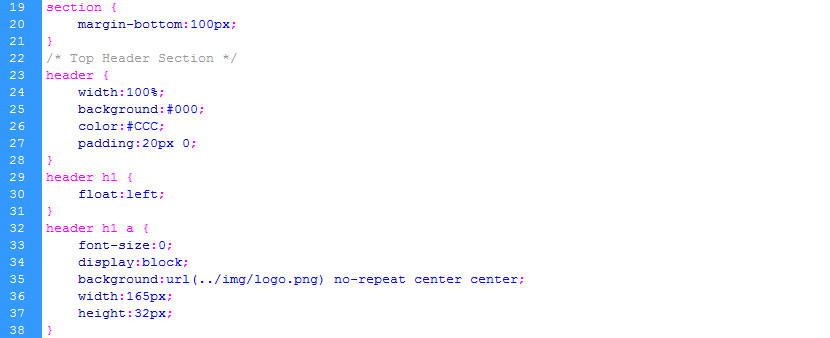 19 section {
20     margin-bottom:100px;
21 }
22 /* Top Header Section */
23 header {
24     width:100%;
25     background:#000;
26     color:#CCC;
27     padding:20px 0;
28 }
29 header h1 {
30     float:left;
31 }
32 header h1 a {
33     font-size:0;
34     display:block;
35     background:url(../img/logo.png) no-repeat center center;
36     width:165px;
37     height:32px;
38 }